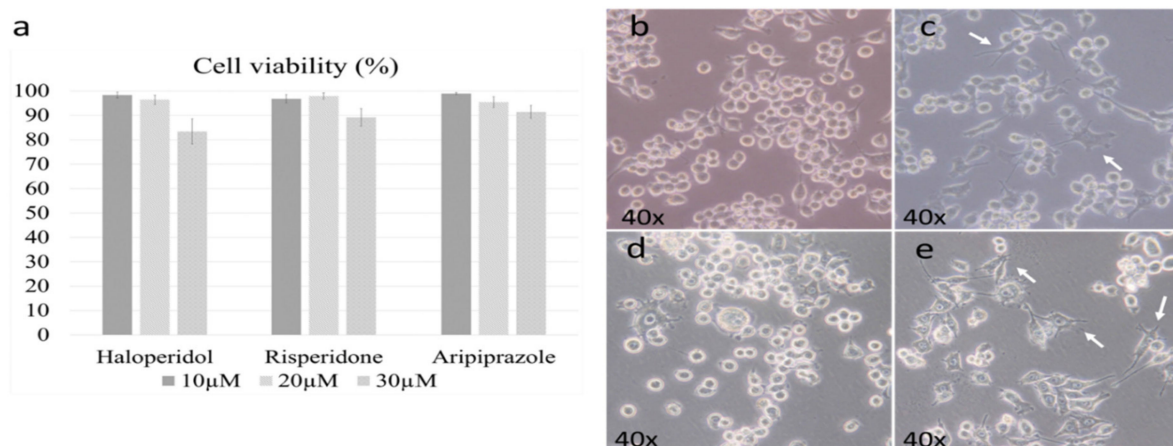 a
Cell viability (%)
100
90
80
70
60
50
40
30
20
10
0
Haloperidol Risperidone Aripiprazole
10µM 20µM 30µM
b
40x
c
40x
d
40x
e
40x